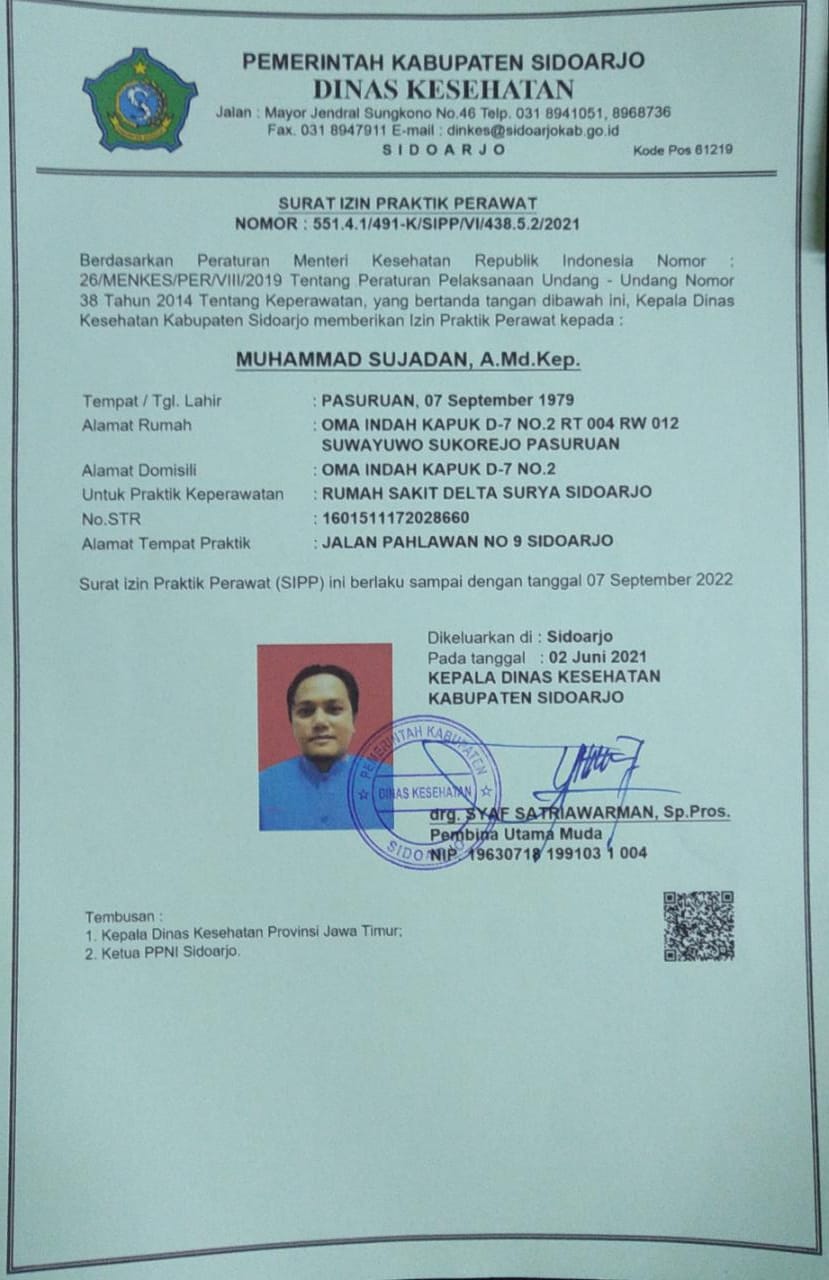 PEMERINTAH KABUPATEN SIDOARJO
DINAS KESEHATAN
Jalan : Mayor Jendral Sungkono No.46 Telp. 031 8941051, 8968736
Fax. 031 8947911 E-mail : dinkes@sidoarjokab.go.id
S I D O A R J O
Kode Pos 61219
SURAT IZIN PRAKTIK PERAWAT
NOMOR : 551.4.1/491-K/SIPP/VI/438.5.2/2021
Berdasarkan Peraturan Menteri Kesehatan Republik Indonesia Nomor :
26/MENKES/PER/VIII/2019 Tentang Peraturan Pelaksanaan Undang - Undang Nomor
38 Tahun 2014 Tentang Keperawatan, yang bertanda tangan dibawah ini, Kepala Dinas
Kesehatan Kabupaten Sidoarjo memberikan Izin Praktik Perawat kepada :
MUHAMMAD SUJADAN, A.Md.Kep.
Tempat / Tgl. Lahir : PASURUAN, 07 September 1979
Alamat Rumah : OMA INDAH KAPUK D-7 NO.2 RT 004 RW 012
SUWAYUWO SUKOREJO PASURUAN
Alamat Domisili : OMA INDAH KAPUK D-7 NO.2
Untuk Praktik Keperawatan : RUMAH SAKIT DELTA SURYA SIDOARJO
No.STR : 1601511172028660
Alamat Tempat Praktik : JALAN PAHLAWAN NO 9 SIDOARJO
Surat izin Praktik Perawat (SIPP) ini berlaku sampai dengan tanggal 07 September 2022
Dikeluarkan di : Sidoarjo
Pada tanggal : 02 Juni 2021
KEPALA DINAS KESEHATAN
KABUPATEN SIDOARJO
PEMERINTAH KABUPATEN
DINAS KESEHATAN
SIDOARJO
drg. SYAF SATRIAWARMAN, Sp.Pros.
Pembina Utama Muda
NIP. 19630718 199103 1 004
Tembusan :
1. Kepala Dinas Kesehatan Provinsi Jawa Timur;
2. Ketua PPNI Sidoarjo.